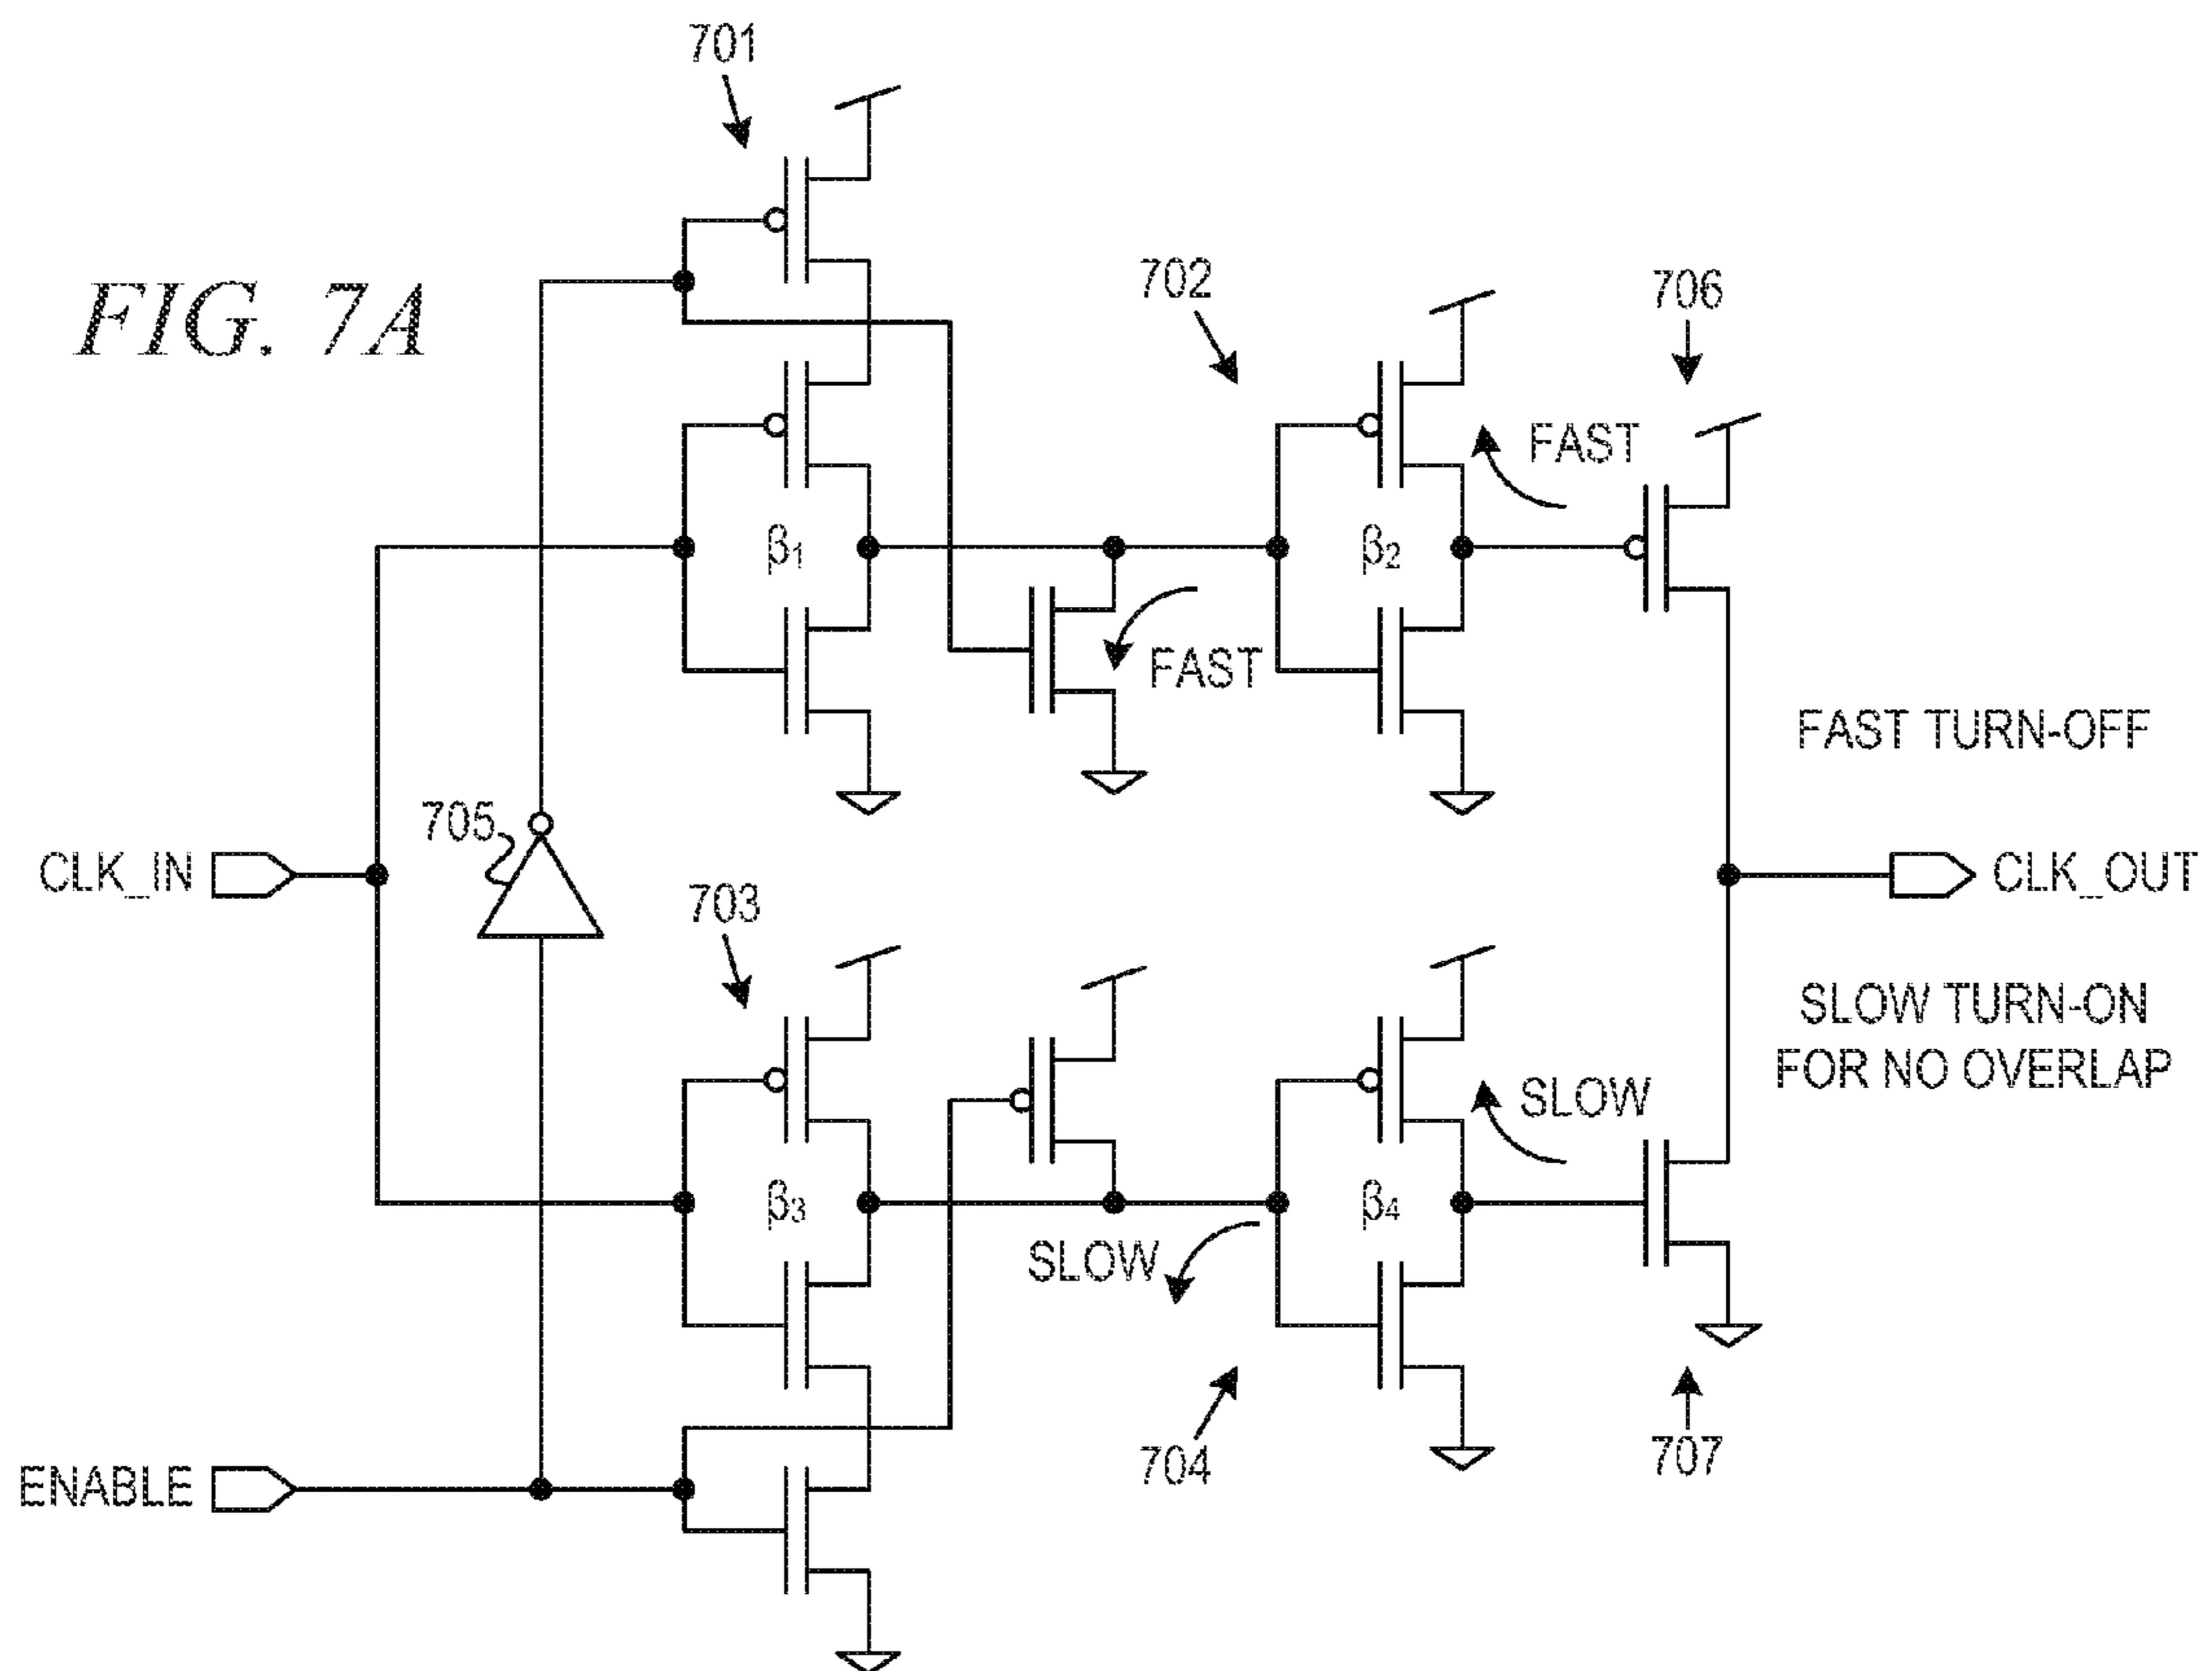 701
FIG. 7A
702
706
FAST
β1
β2
FAST
FAST TURN-OFF
705
CLK_IN
CLK_OUT
703
SLOW TURN-ON
FOR NO OVERLAP
SLOW
β3
β4
SLOW
704
707
ENABLE